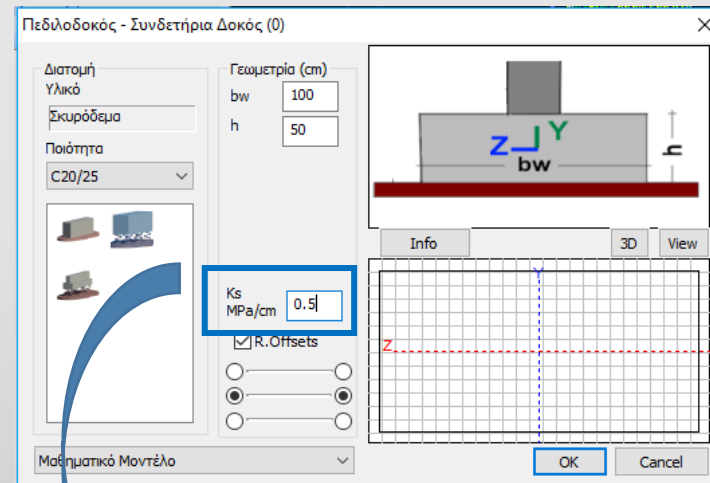 Πεδιλοδοκός - Συνδετήρια Δοκός (0)
Διατομή
Υλικό
Σκυρόδεμα
Ποιότητα
C20/25
Γεωμετρία (cm)
bw 100
h 50
Ks
MPa/cm 0.5
R.Offsets
Z Y
bw
h
Info 3D View
Y
Z
Μαθηματικό Μοντέλο
OK Cancel